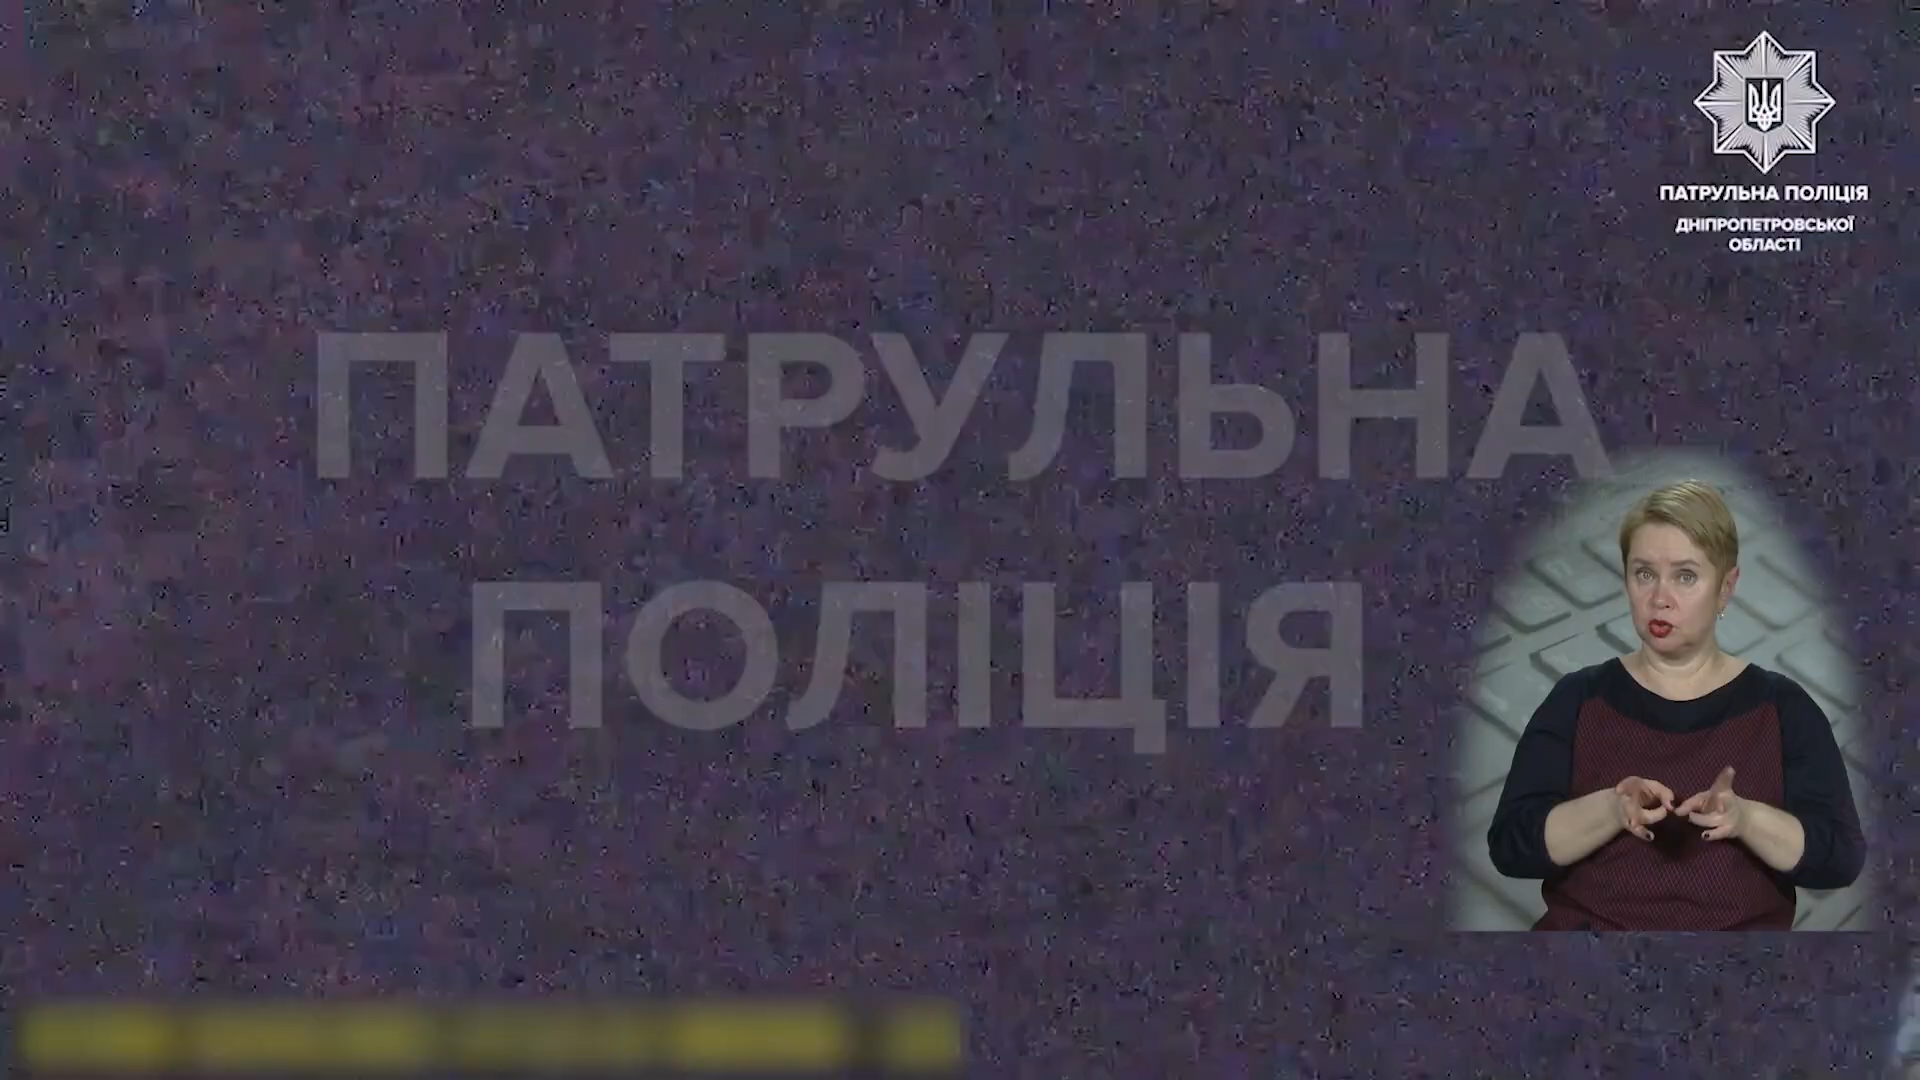 ПАТРУЛЬНА ПОЛІЦІЯ
ДНІПРОПЕТРОВСЬКОЇ
ОБЛАСТІ
ПАТРУЛЬНА
ПОЛІЦІЯ